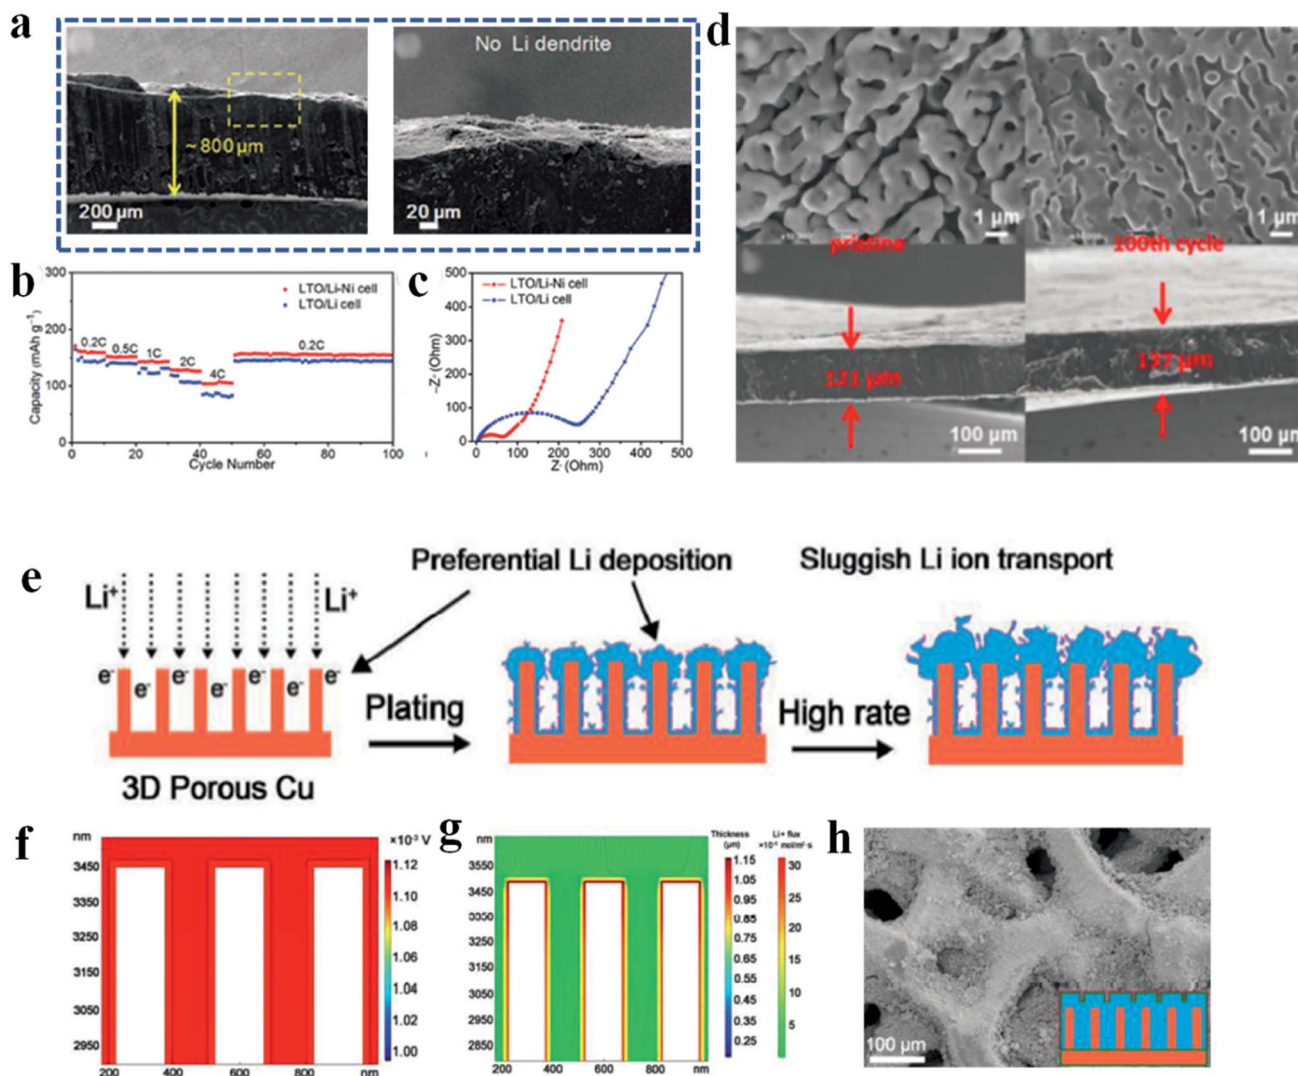 a
~ 800 μm
200 μm
No Li dendrite
20 μm
d
1 μm
1 μm
pristine
100th cycle
121 μm
137 μm
100 μm
100 μm
b
300
200
100
0
Capacity (mAh g⁻¹)
LTO/Li-Ni cell
LTO/Li cell
0.2C
0.5C
1C
2C
4C
0.2C
0 20 40 60 80 100
Cycle Number
c
500
400
300
200
100
0
-Z" (Ohm)
LTO/Li-Ni cell
LTO/Li cell
0 100 200 300 400 500
Z' (Ohm)
e
Preferential Li deposition
Sluggish Li ion transport
Li⁺
Li⁺
e⁻ e⁻ e⁻ e⁻ e⁻ e⁻ e⁻
Plating
High rate
3D Porous Cu
f
nm
3450
3350
3250
3150
3050
2950
200 400 600 800 nm
×10⁻³ V
1.12
1.10
1.08
1.06
1.04
1.02
1.00
g
nm
3550
3450
3350
3250
3150
3050
2950
2850
200 400 600 800 nm
Thickness
(μm)
1.15
1.05
0.95
0.85
0.75
0.65
0.55
0.45
0.35
0.25
Li+ flux
30
25
20
15
10
5
h
100 μm